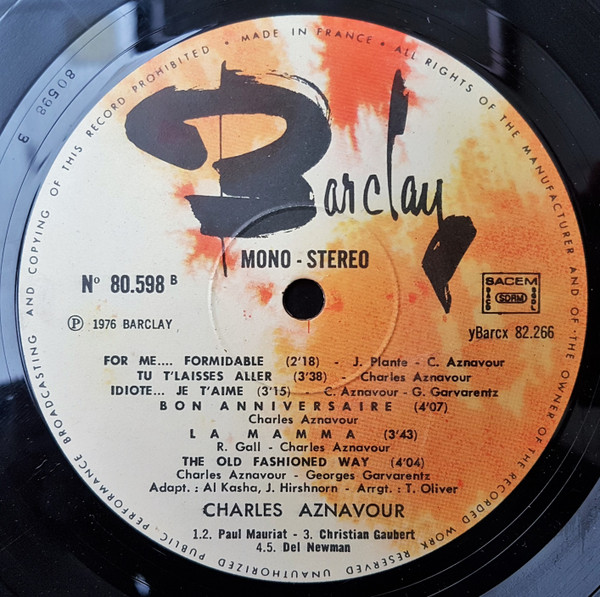 MADE IN FRANCE • ALL RIGHTS OF THE MANUFACTURER AND OF THE OWNER OF THE RECORDED WORK RESERVED UNAUTHORIZED PUBLIC PERFORMANCE BROADCASTING AND COPYING OF THIS RECORD PROHIBITED •
80598 B
Barclay
MONO - STEREO
Nº 80.598 B
SACEM
SACD
SDRM
SGDL
Ⓟ 1976 BARCLAY
yBarcx 82.266
FOR ME.... FORMIDABLE (2'18) - J. Plante - C. Aznavour
TU T'LAISSES ALLER (3'38) - Charles Aznavour
IDIOTE... JE T'AIME (3'15) - C. Aznavour - G. Garvarentz
BON ANNIVERSAIRE (4'07)
Charles Aznavour
LA MAMMA (3'43)
R. Gall - Charles Aznavour
THE OLD FASHIONED WAY (4'04)
Charles Aznavour - Georges Garvarentz
Adapt. : Al Kasha, J. Hirshnorn - Arrgt. : T. Oliver
CHARLES AZNAVOUR
1.2. Paul Mauriat - 3. Christian Gaubert
4.5. Del Newman